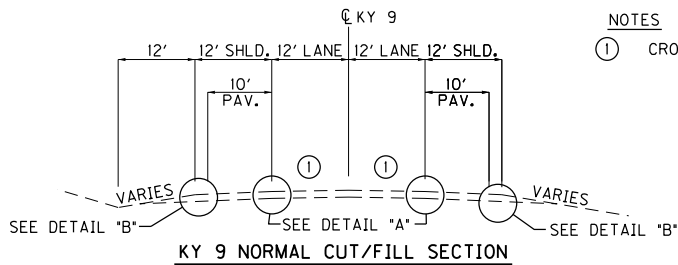 ℄ KY 9
NOTES
① CRO
12' 12' SHLD. 12' LANE 12' LANE 12' SHLD.
10' PAV.
10' PAV.
① ①
VARIES
VARIES
SEE DETAIL "B"
SEE DETAIL "A"
SEE DETAIL "B"
KY 9 NORMAL CUT/FILL SECTION